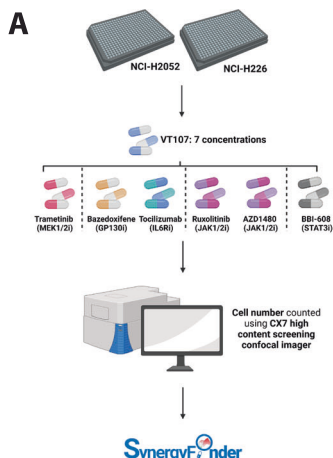 A
NCI-H2052 NCI-H226
VT107: 7 concentrations
Trametinib Bazedoxifene Tocilizumab Ruxolitinib AZD1480 BBI-608
(MEK1/2i) (GP130i) (IL6Ri) (JAK1/2i) (JAK1/2i) (STAT3i)
Cell number counted
using CX7 high
content screening
confocal imager
SynergyFinder